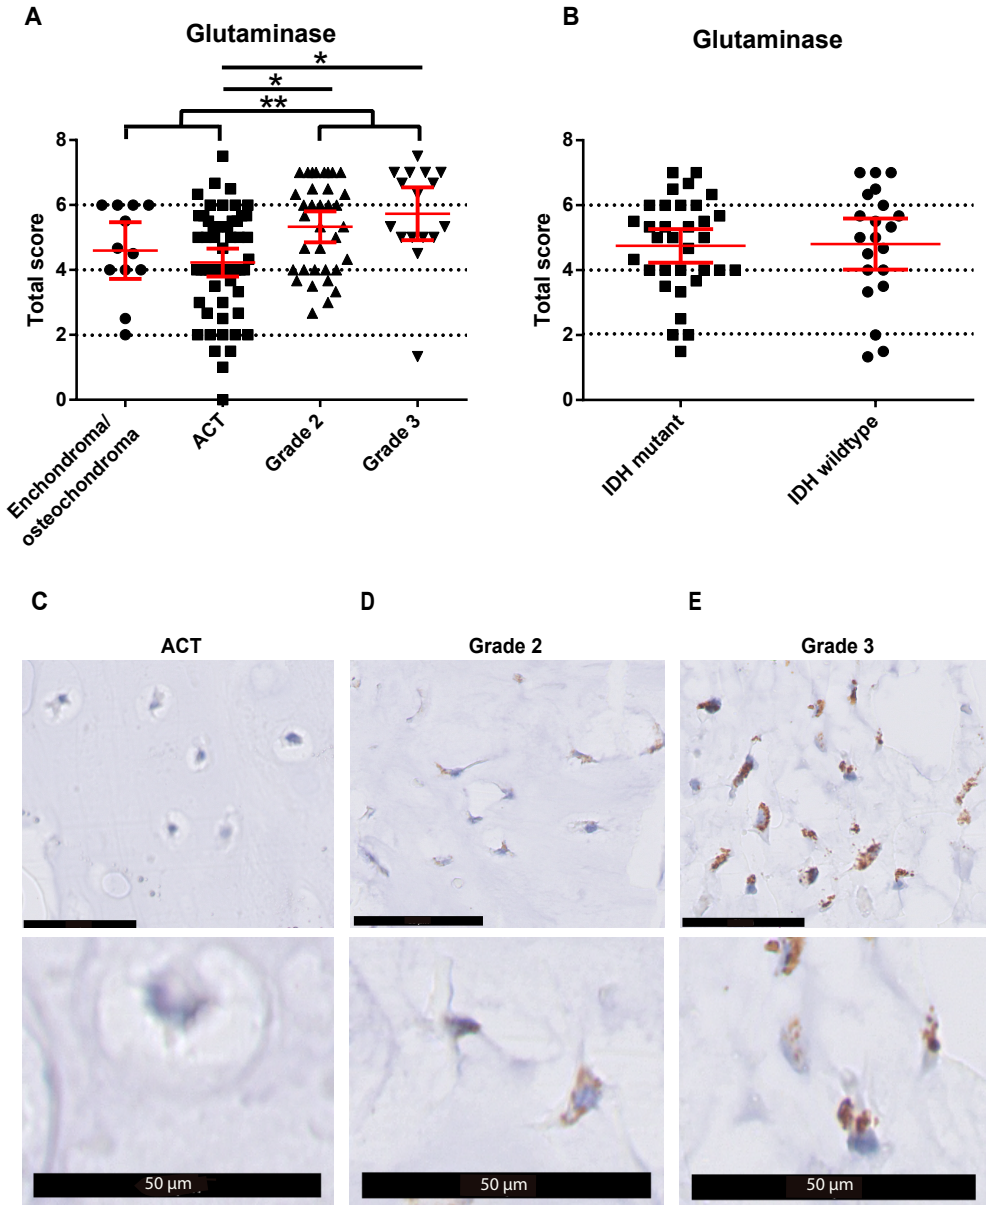 A
Glutaminase
*
*
**
8
6
4
2
0
Total score
Enchondroma/
osteochondroma
ACT
Grade 2
Grade 3
B
Glutaminase
8
6
4
2
0
Total score
IDH mutant
IDH wildtype
C
D
E
ACT
Grade 2
Grade 3
50 µm
50 µm
50 µm